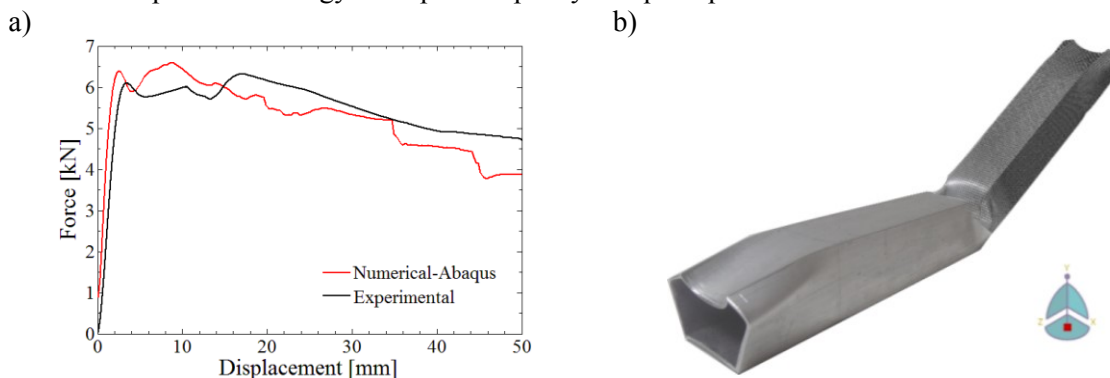 a)
b)
7
6
5
4
3
2
1
0
Force [kN]
Numerical-Abaqus
Experimental
0 10 20 30 40 50
Displacement [mm]
Y
Z X